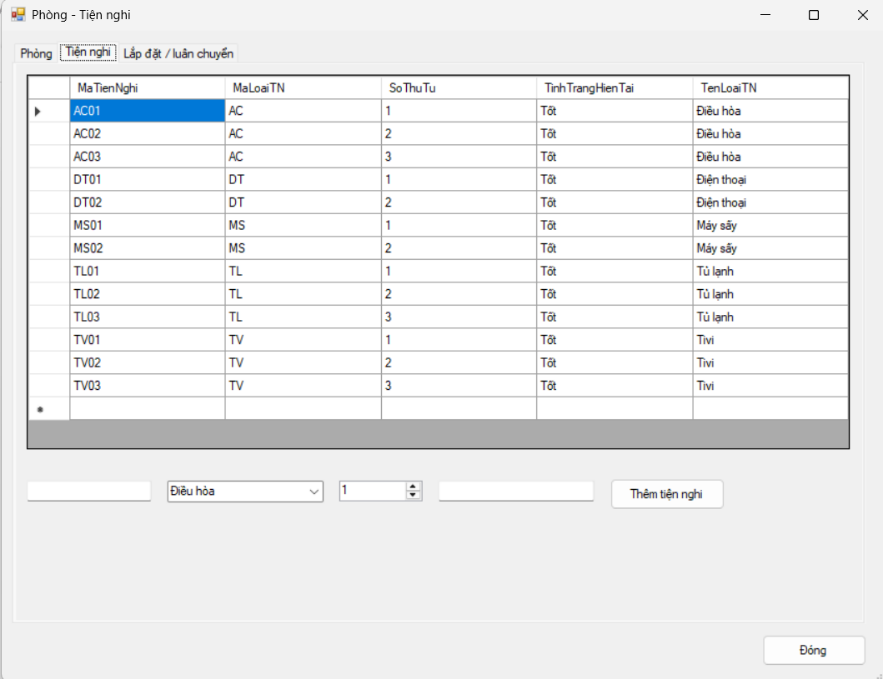 Phòng - Tiện nghi
Phòng Tiện nghi Lắp đặt / luân chuyển
MaTienNghi MaLoaiTN SoThuTu TinhTrangHienTai TenLoaiTN
AC01 AC 1 Tốt Điều hòa
AC02 AC 2 Tốt Điều hòa
AC03 AC 3 Tốt Điều hòa
DT01 DT 1 Tốt Điện thoại
DT02 DT 2 Tốt Điện thoại
MS01 MS 1 Tốt Máy sấy
MS02 MS 2 Tốt Máy sấy
TL01 TL 1 Tốt Tủ lạnh
TL02 TL 2 Tốt Tủ lạnh
TL03 TL 3 Tốt Tủ lạnh
TV01 TV 1 Tốt Tivi
TV02 TV 2 Tốt Tivi
TV03 TV 3 Tốt Tivi
Điều hòa 1 Thêm tiện nghi
Đóng